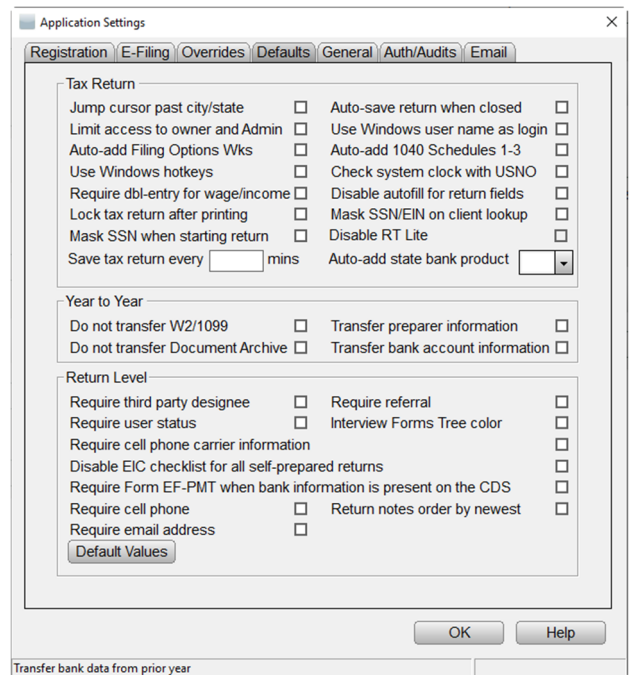 Application Settings
Registration E-Filing Overrides Defaults General Auth/Audits Email
Tax Return
Jump cursor past city/state Auto-save return when closed
Limit access to owner and Admin Use Windows user name as login
Auto-add Filing Options Wks Auto-add 1040 Schedules 1-3
Use Windows hotkeys Check system clock with USNO
Require dbl-entry for wage/income Disable autofill for return fields
Lock tax return after printing Mask SSN/EIN on client lookup
Mask SSN when starting return Disable RT Lite
Save tax return every mins Auto-add state bank product
Year to Year
Do not transfer W2/1099 Transfer preparer information
Do not transfer Document Archive Transfer bank account information
Return Level
Require third party designee Require referral
Require user status Interview Forms Tree color
Require cell phone carrier information
Disable EIC checklist for all self-prepared returns
Require Form EF-PMT when bank information is present on the CDS
Require cell phone Return notes order by newest
Require email address
Default Values
OK Help
Transfer bank data from prior year